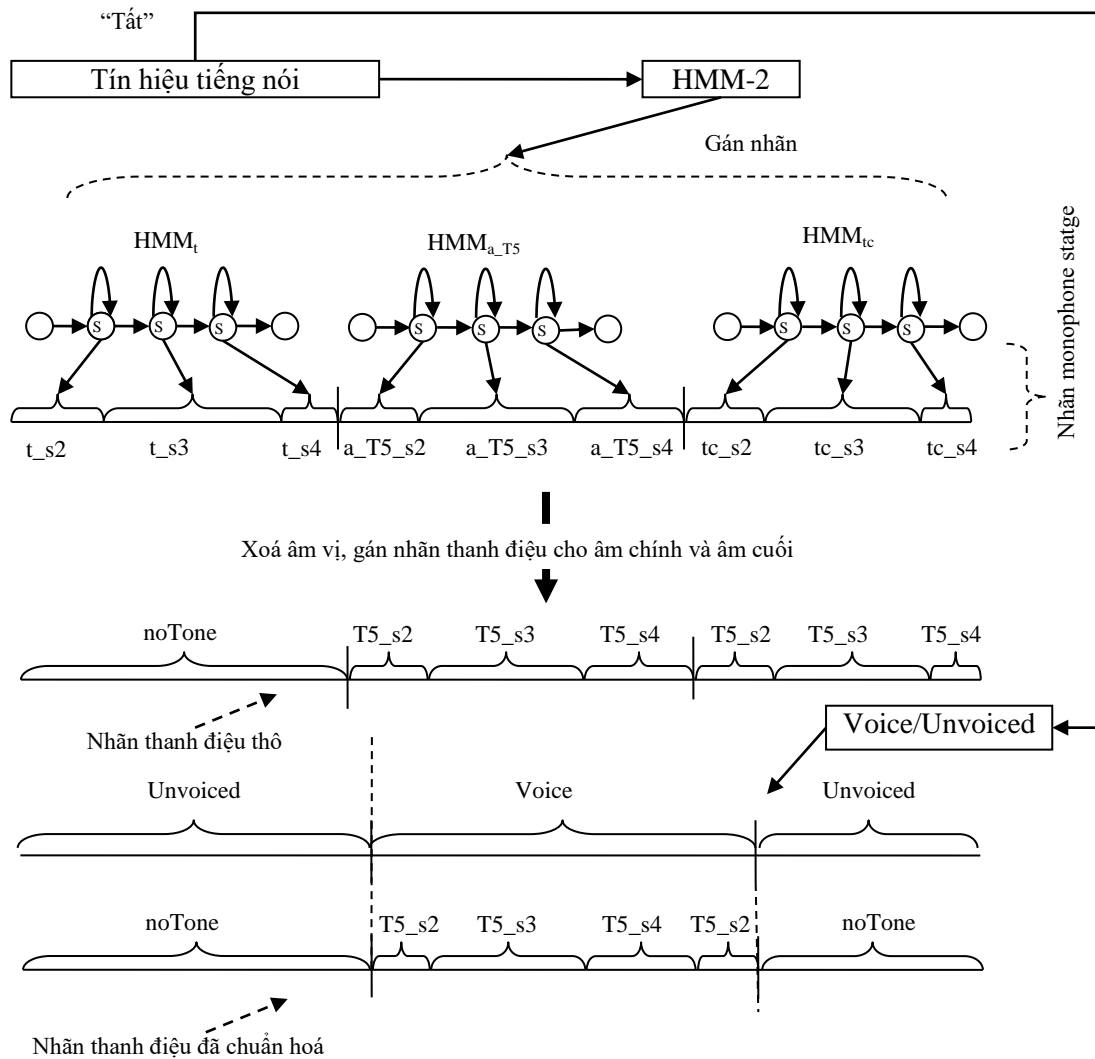 “Tất”
Tín hiệu tiếng nói
HMM-2
Gán nhãn
HMMt
HMMa_T5
HMMtc
S S S S S S S S S
Nhãn monophone statge
t_s2 t_s3 t_s4 a_T5_s2 a_T5_s3 a_T5_s4 tc_s2 tc_s3 tc_s4
Xoá âm vị, gán nhãn thanh điệu cho âm chính và âm cuối
noTone T5_s2 T5_s3 T5_s4 T5_s2 T5_s3 T5_s4
Nhãn thanh điệu thô
Voice/Unvoiced
Unvoiced Voice Unvoiced
noTone T5_s2 T5_s3 T5_s4 T5_s2 noTone
Nhãn thanh điệu đã chuẩn hoá